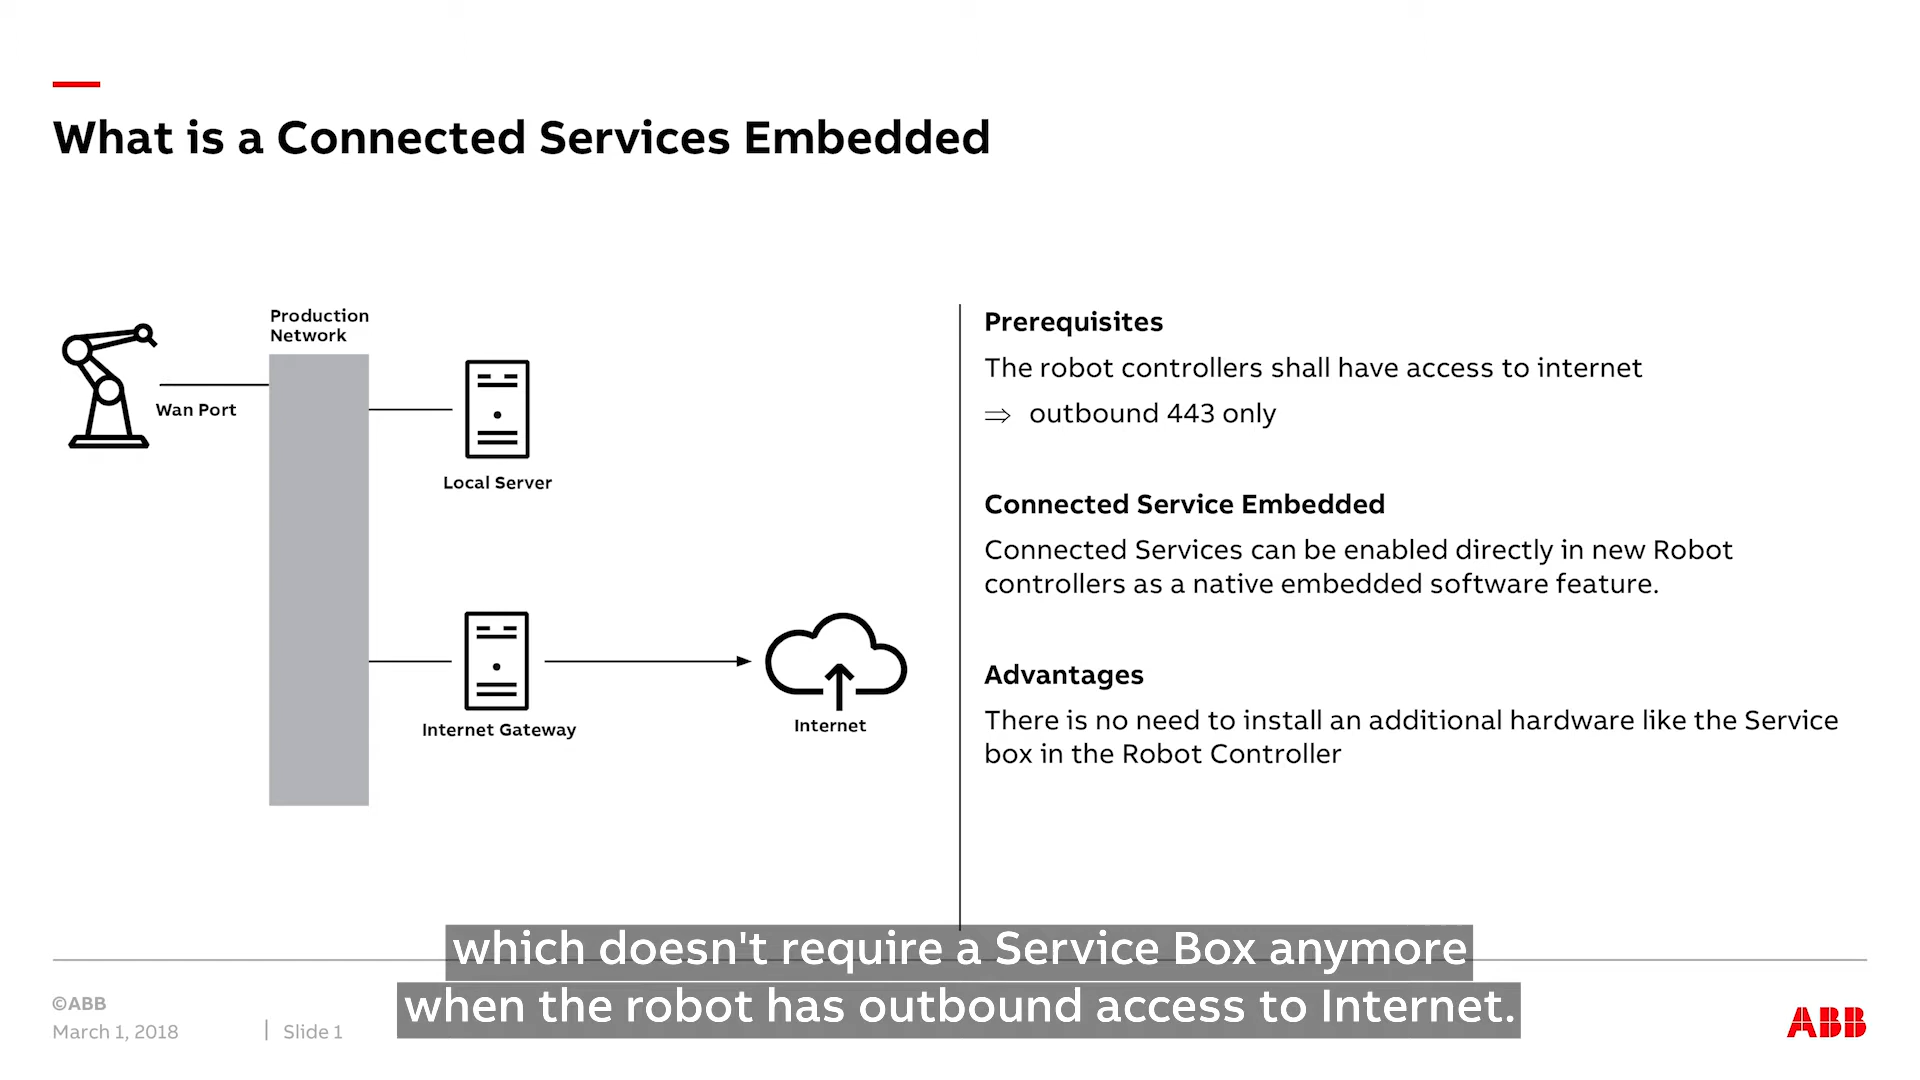 What is a Connected Services Embedded
Production
Network
Wan Port
Local Server
Internet Gateway
Internet
Prerequisites
The robot controllers shall have access to internet
⇒ outbound 443 only
Connected Service Embedded
Connected Services can be enabled directly in new Robot
controllers as a native embedded software feature.
Advantages
There is no need to install an additional hardware like the Service
box in the Robot Controller
which doesn't require a Service Box anymore
when the robot has outbound access to Internet.
©ABB
March 1, 2018 | Slide 1
ABB